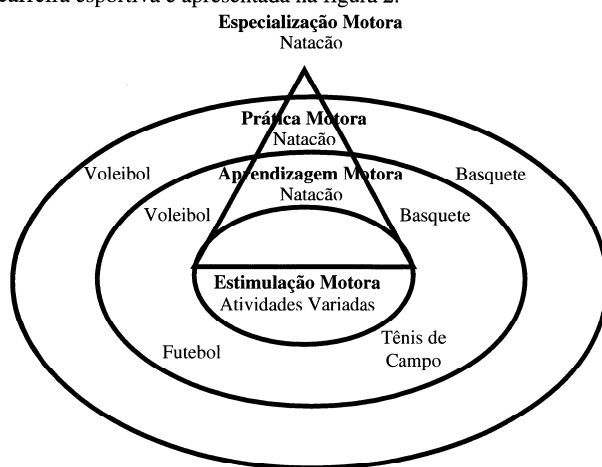 carreira esportiva é apresentada na figura 2.
Especialização Motora
Natacão
Prática Motora
Natacão
Voleibol
Aprendizagem Motora
Basquete
Natacão
Voleibol
Basquete
Estimulação Motora
Atividades Variadas
Futebol
Tênis de
Campo